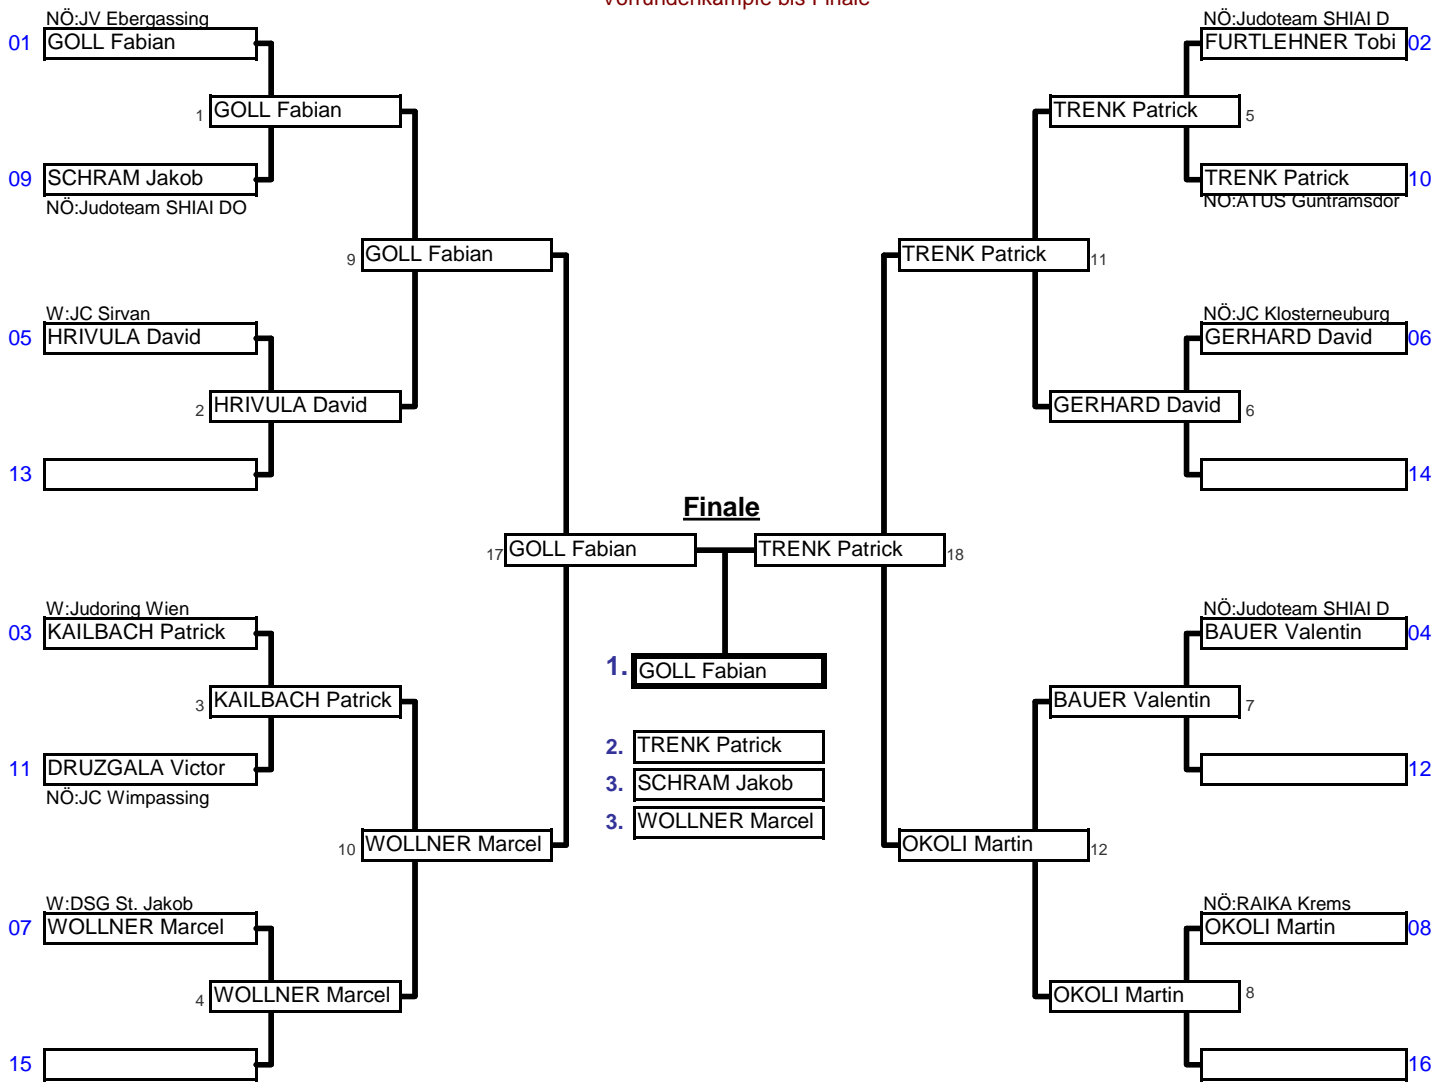 Vorrundenkämpfe bis Finale
NÖ:JV Ebergassing
01 GOLL Fabian
1 GOLL Fabian
09 SCHRAM Jakob
NÖ:Judoteam SHIAI DO
9 GOLL Fabian
W:JC Sirvan
05 HRIVULA David
2 HRIVULA David
13
17 GOLL Fabian
W:Judoring Wien
03 KAILBACH Patrick
3 KAILBACH Patrick
11 DRUZGALA Victor
NÖ:JC Wimpassing
10 WOLLNER Marcel
W:DSG St. Jakob
07 WOLLNER Marcel
4 WOLLNER Marcel
15
Finale
1. GOLL Fabian
2. TRENK Patrick
3. SCHRAM Jakob
3. WOLLNER Marcel
NÖ:Judoteam SHIAI D
FURTLEHNER Tobi 02
TRENK Patrick 5
TRENK Patrick 10
NÖ:ATUS Guntramsdor
TRENK Patrick 11
NÖ:JC Klosterneuburg
GERHARD David 06
GERHARD David 6
14
TRENK Patrick 18
NÖ:Judoteam SHIAI D
BAUER Valentin 04
BAUER Valentin 7
12
OKOLI Martin 12
NÖ:RAIKA Krems
OKOLI Martin 08
OKOLI Martin 8
16